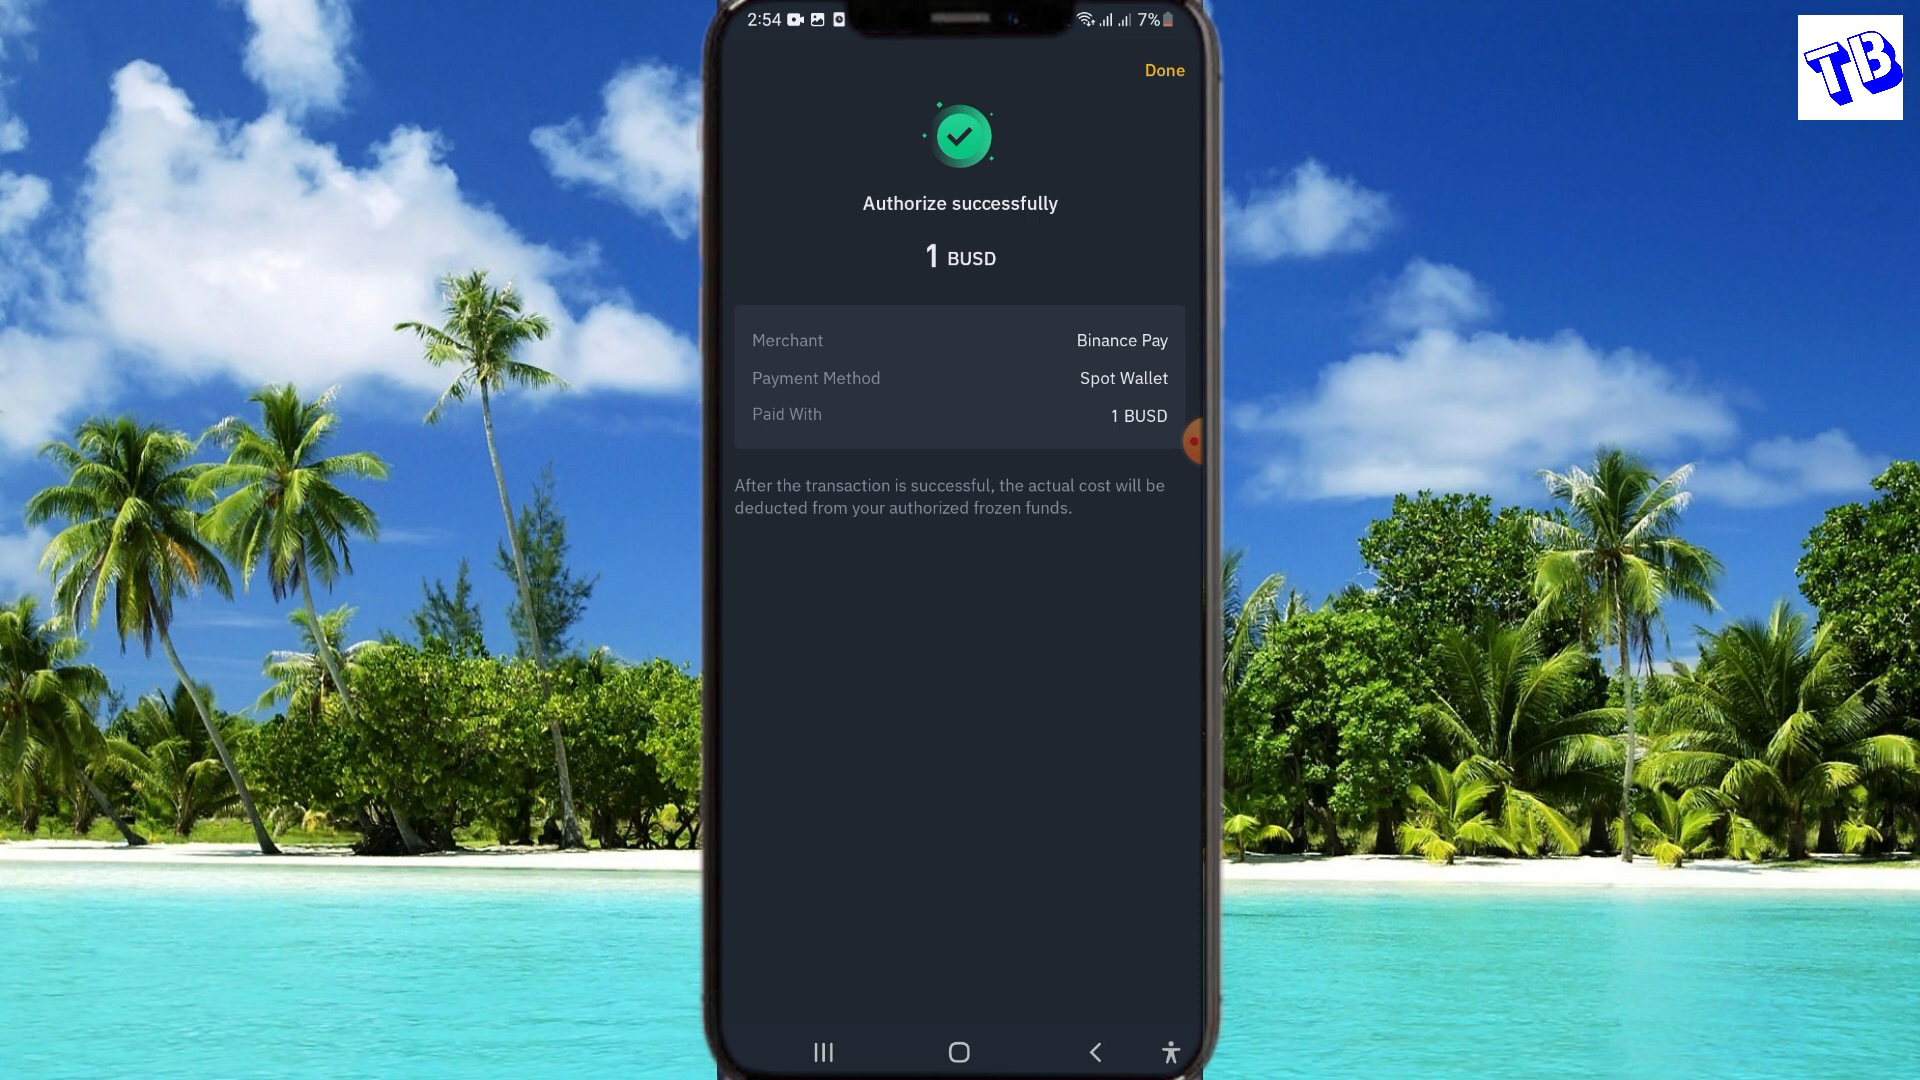 2:54
7%
TB
Done
Authorize successfully
1 BUSD
Merchant Binance Pay
Payment Method Spot Wallet
Paid With 1 BUSD
After the transaction is successful, the actual cost will be
deducted from your authorized frozen funds.